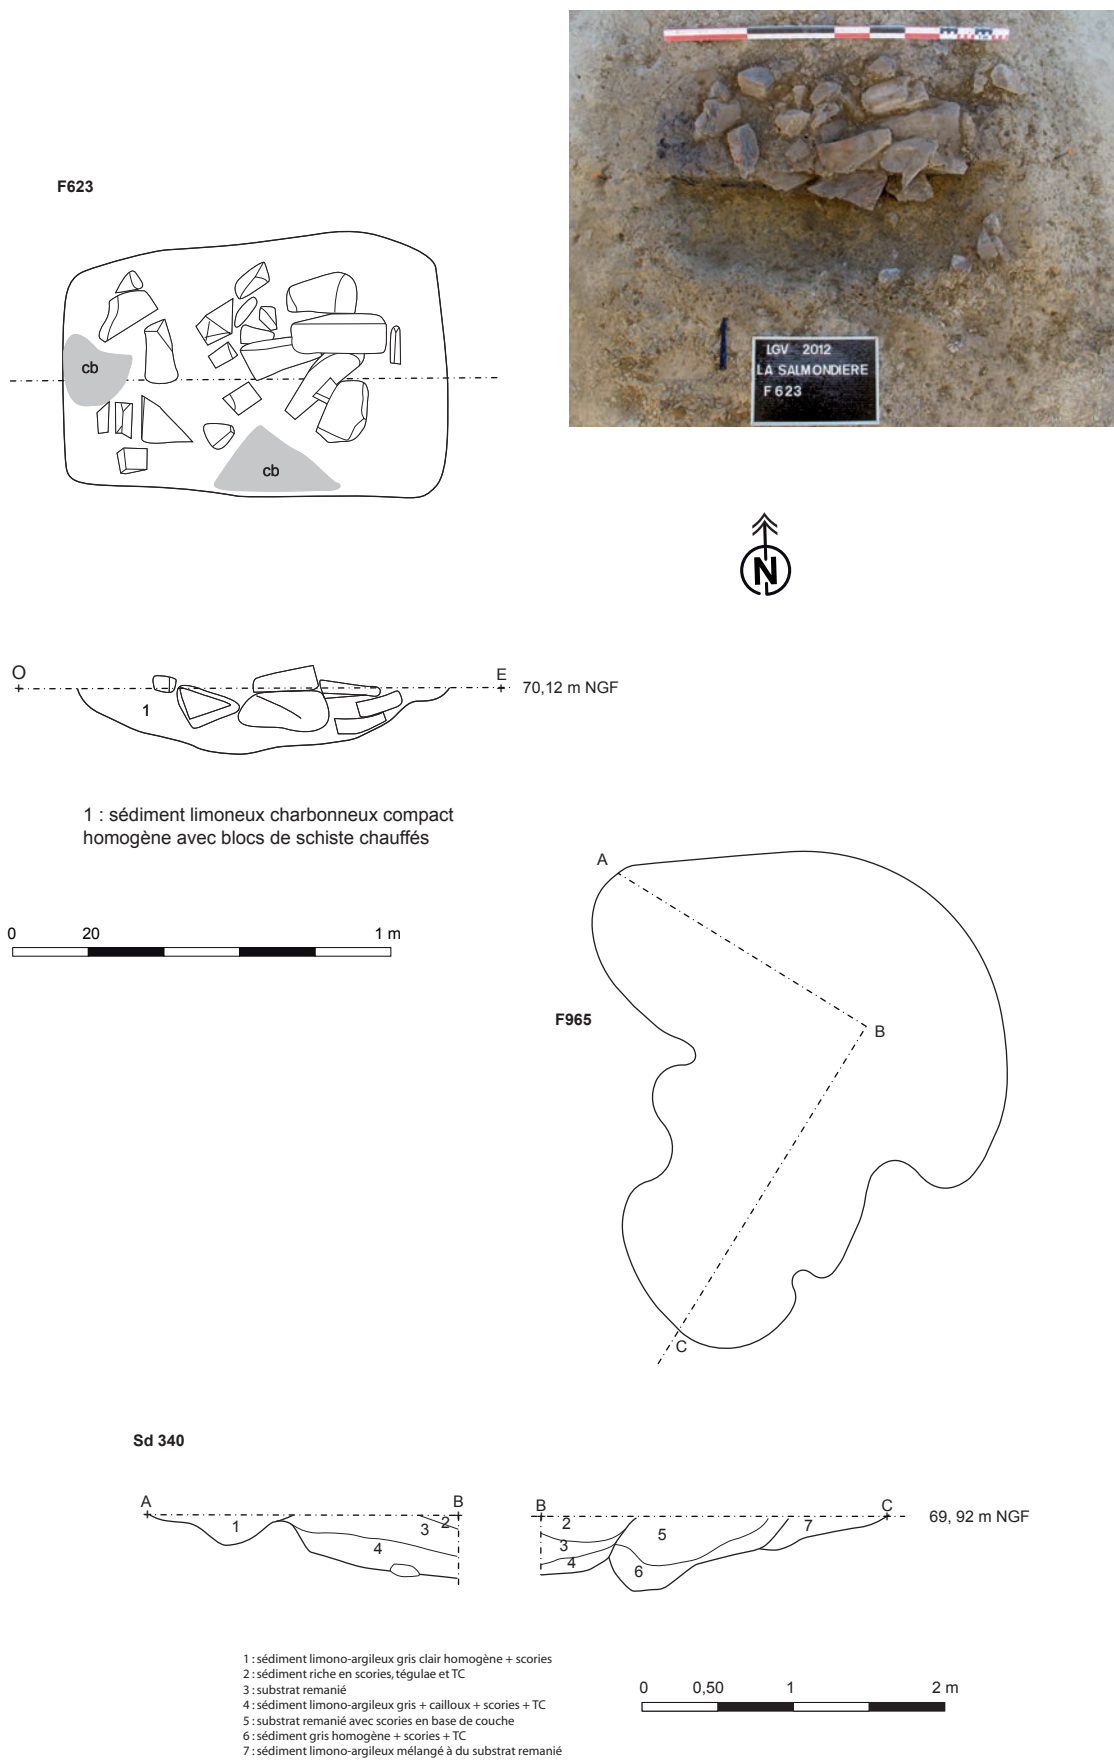 F623
LGV 2012
LA SALMONDIERE
F 623
cb
cb
N
O
E
70,12 m NGF
1
1 : sédiment limoneux charbonneux compact
homogène avec blocs de schiste chauffés
0 20 1 m
A
F965
B
C
Sd 340
A B
1 2 3 4
B C
2 3 4 5 6 7
69, 92 m NGF
1 : sédiment limono-argileux gris clair homogène + scories
2 : sédiment riche en scories, tégulae et TC
3 : substrat remanié
4 : sédiment limono-argileux gris + cailloux + scories + TC
5 : substrat remanié avec scories en base de couche
6 : sédiment gris homogène + scories + TC
7 : sédiment limono-argileux mélangé à du substrat remanié
0 0,50 1 2 m